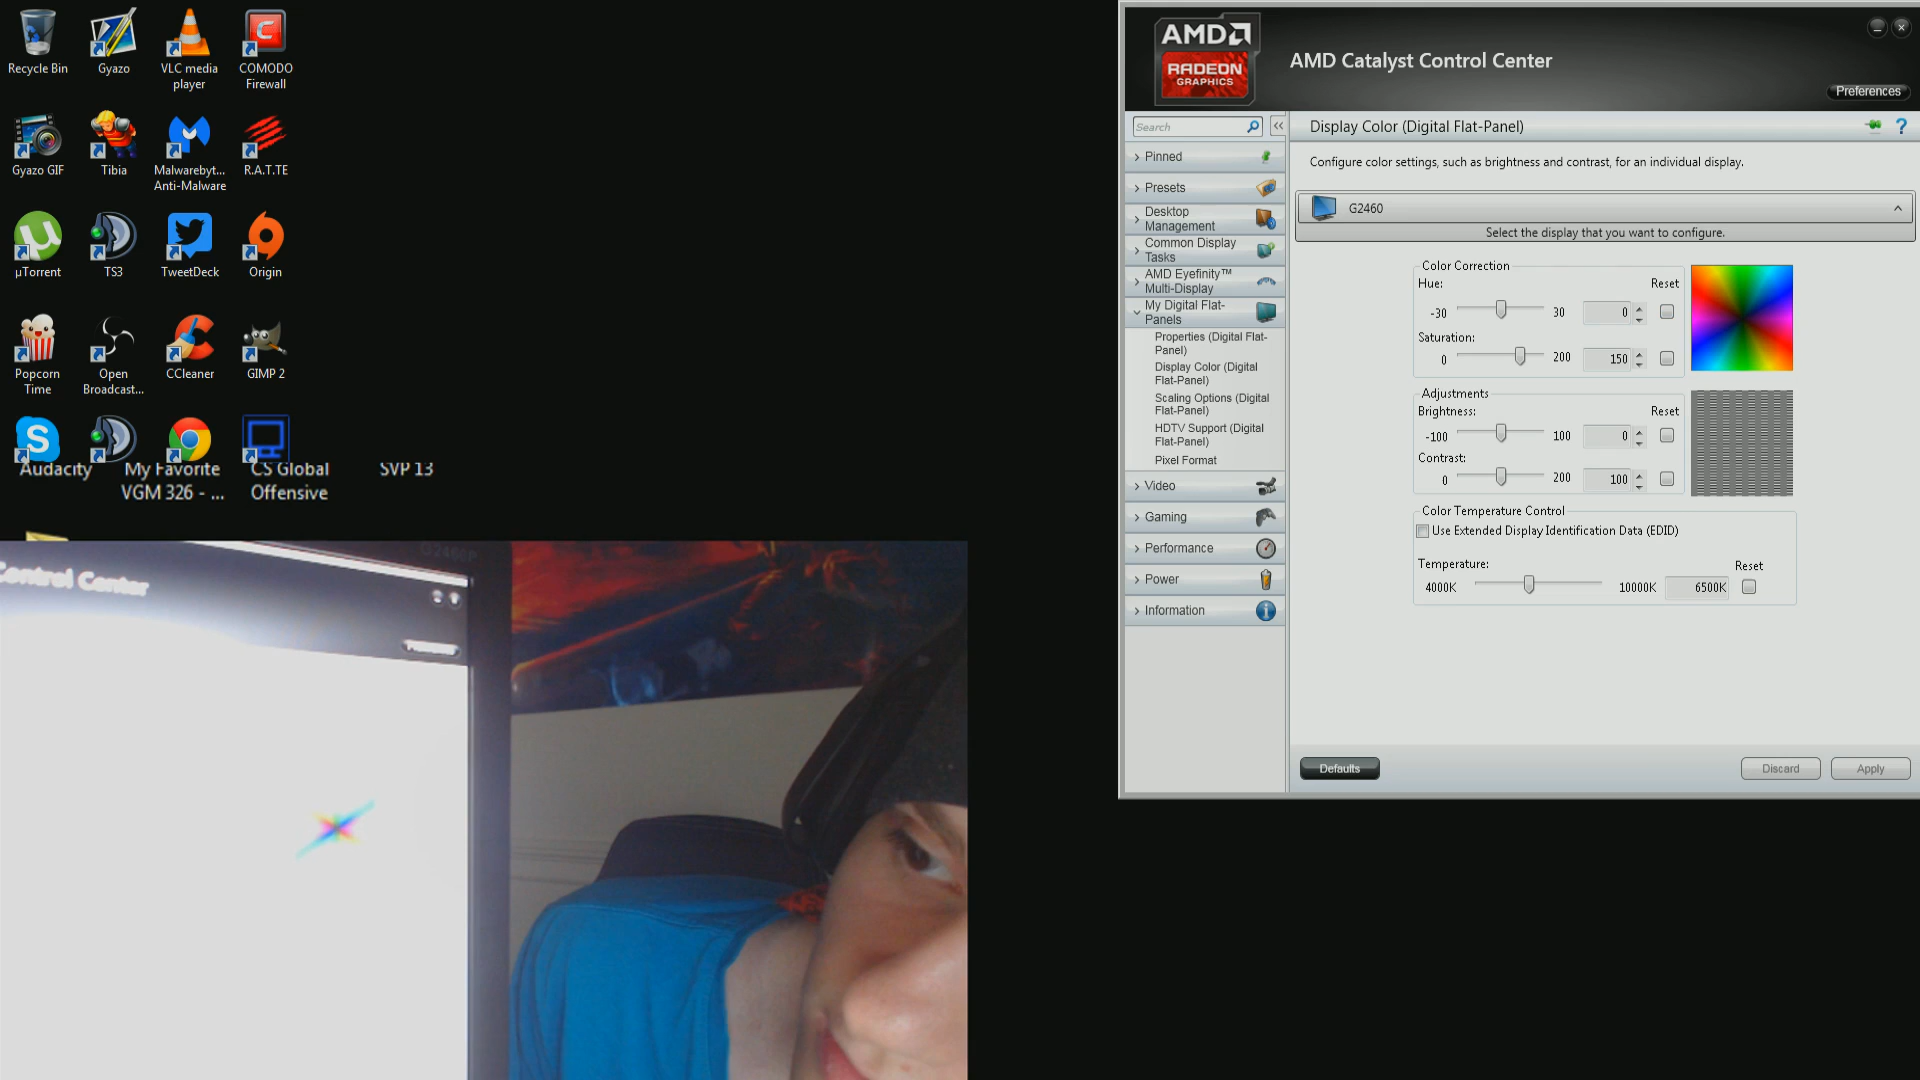 Recycle Bin
Gyazo
VLC media
player
COMODO
Firewall
Gyazo GIF
Tibia
Malwarebyt...
Anti-Malware
R.A.T.TE
µTorrent
TS3
TweetDeck
Origin
Popcorn
Time
Open
Broadcast...
CCleaner
GIMP 2
Audacity
My Favorite
VGM 326 - ...
CS Global
Offensive
SVP 13
Control Center
AMD
RADEON
GRAPHICS
AMD Catalyst Control Center
Preferences
Search
Pinned
Presets
Desktop
Management
Common Display
Tasks
AMD Eyefinity™
Multi-Display
My Digital Flat-
Panels
Properties (Digital Flat-
Panel)
Display Color (Digital
Flat-Panel)
Scaling Options (Digital
Flat-Panel)
HDTV Support (Digital
Flat-Panel)
Pixel Format
Video
Gaming
Performance
Power
Information
Display Color (Digital Flat-Panel)
Configure color settings, such as brightness and contrast, for an individual display.
G2460
Select the display that you want to configure.
Color Correction
Hue:
Reset
-30
30
0
Saturation:
0
200
150
Adjustments
Brightness:
Reset
-100
100
0
Contrast:
0
200
100
Color Temperature Control
Use Extended Display Identification Data (EDID)
Temperature:
Reset
4000K
10000K
6500K
Defaults
Discard
Apply